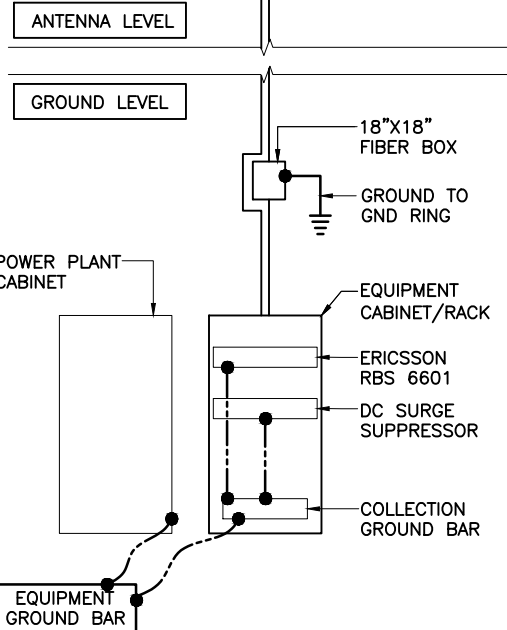 ANTENNA LEVEL
GROUND LEVEL
18"X18"
FIBER BOX
GROUND TO
GND RING
POWER PLANT
CABINET
EQUIPMENT
CABINET/RACK
ERICSSON
RBS 6601
DC SURGE
SUPPRESSOR
COLLECTION
GROUND BAR
EQUIPMENT
GROUND BAR